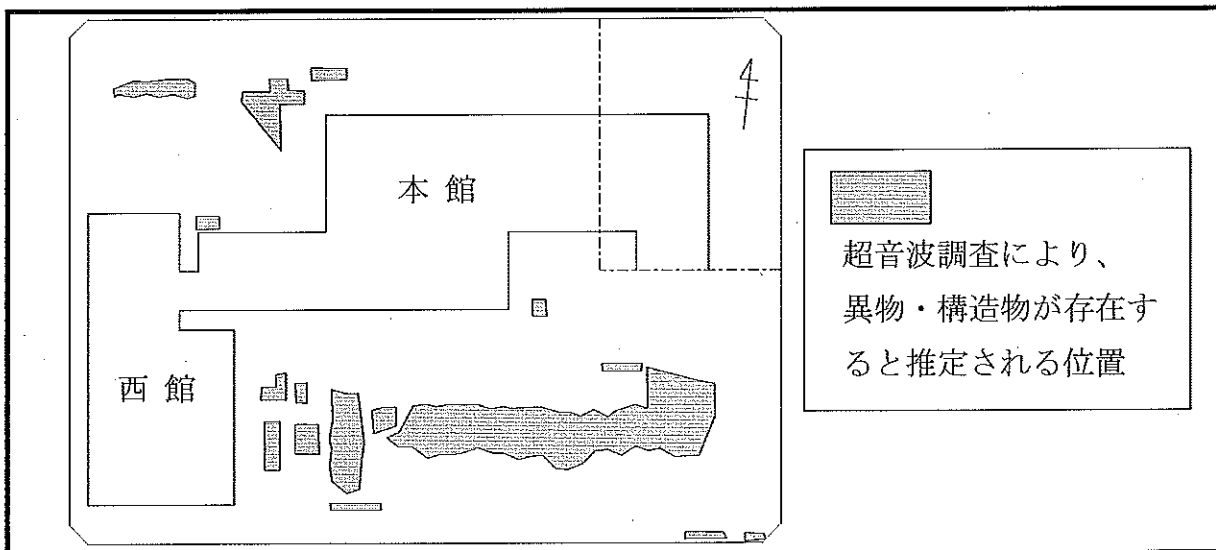 本館
西館
超音波調査により、
異物・構造物が存在す
ると推定される位置